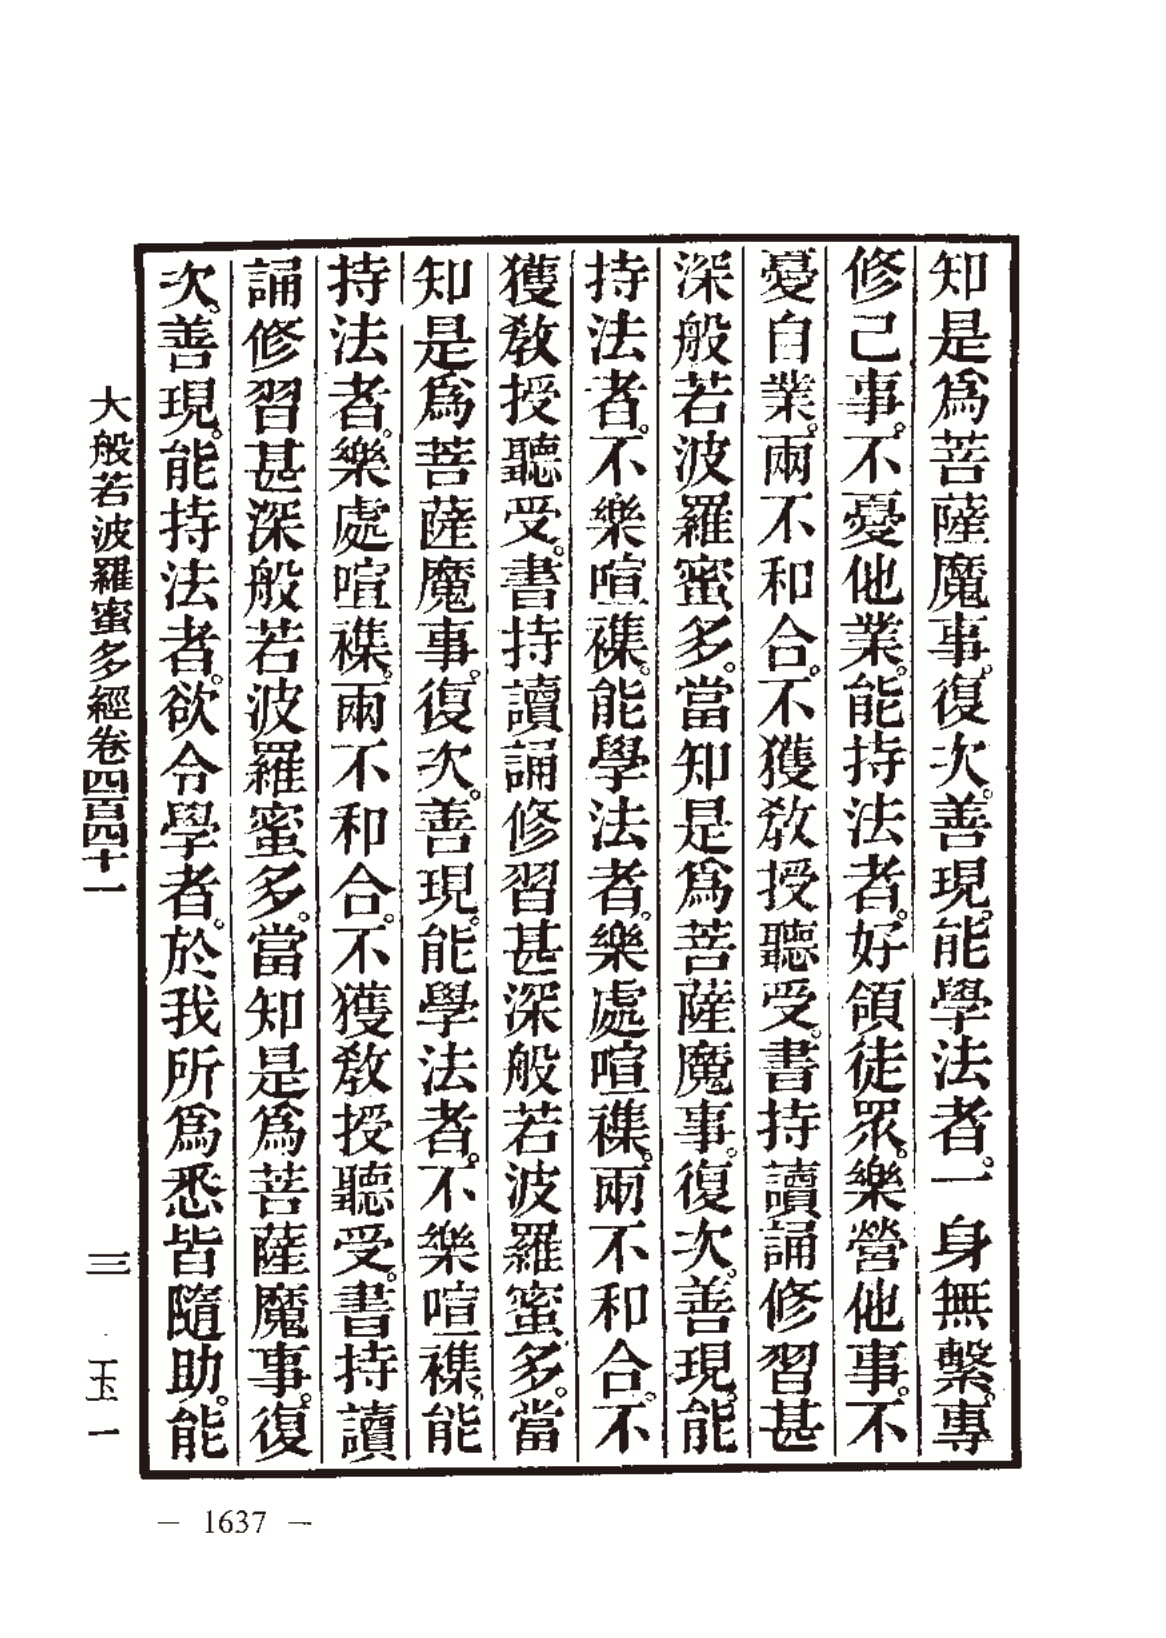 知是爲菩薩魔事。復次。善現。能學法者。一身無繫。專
修己事。不憂他業。能持法者。好領徒眾。樂營他事。不
憂自業。兩不和合。不獲教授聽受。書持讀誦修習甚
深般若波羅蜜多。當知是爲菩薩魔事。復次。善現。能
持法者。不樂喧襍。能學法者。樂處喧襍。兩不和合。不
獲教授聽受。書持讀誦修習甚深般若波羅蜜多。當
知是爲菩薩魔事。復次。善現。能學法者。不樂喧襍。能
持法者。樂處喧襍。兩不和合。不獲教授聽受。書持讀
誦修習甚深般若波羅蜜多。當知是爲菩薩魔事。復
次。善現。能持法者。欲令學者。於我所爲悉皆隨助。能
大般若波羅蜜多經卷四百四十一 三 玉一
— 1637 —